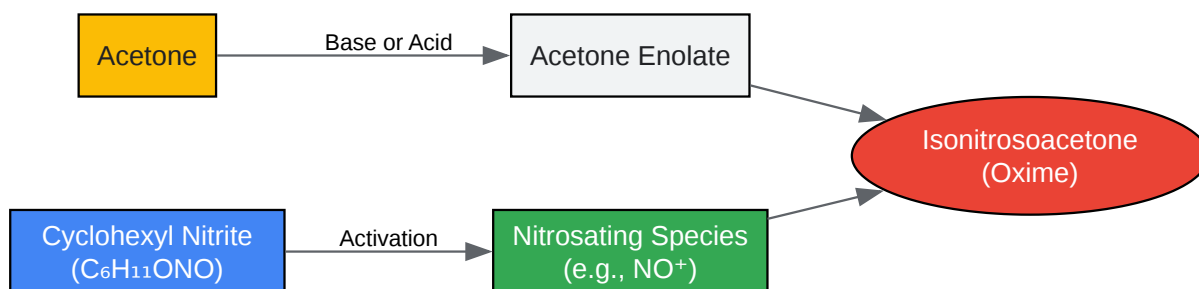 Acetone
Base or Acid
Acetone Enolate
Isonitrosoacetone
(Oxime)
Cyclohexyl Nitrite
(C₆H₁₁ONO)
Activation
Nitrosating Species
(e.g., NO⁺)